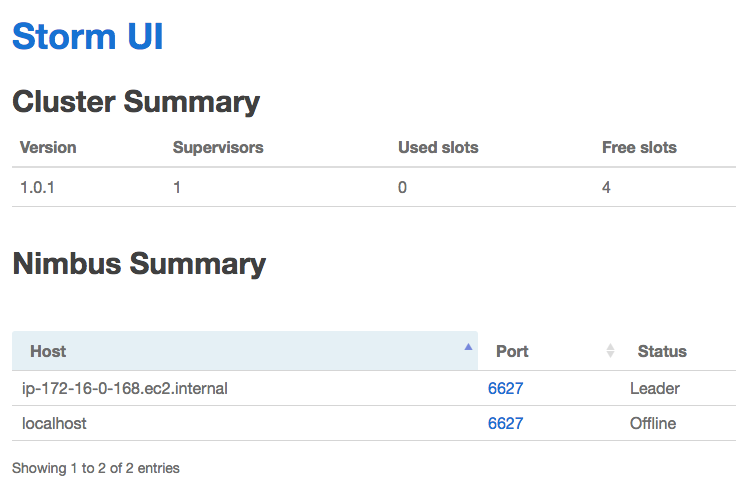 Storm UI
Cluster Summary
Version Supervisors Used slots Free slots
1.0.1 1 0 4
Nimbus Summary
Host Port Status
ip-172-16-0-168.ec2.internal 6627 Leader
localhost 6627 Offline
Showing 1 to 2 of 2 entries